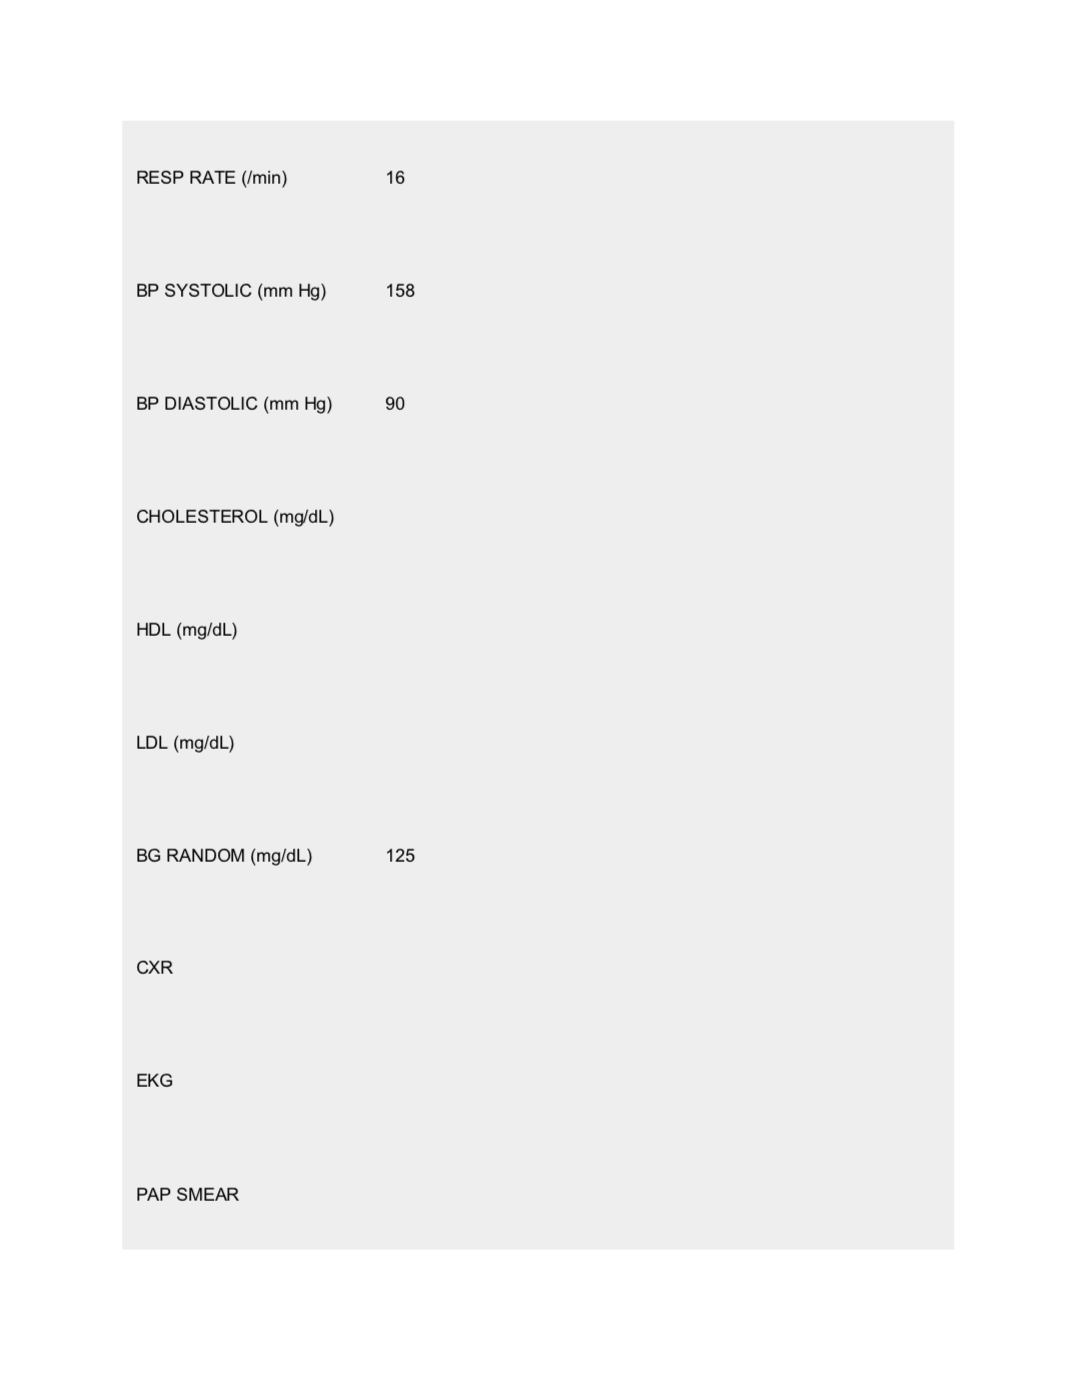 RESP RATE (/min) 16
BP SYSTOLIC (mm Hg) 158
BP DIASTOLIC (mm Hg) 90
CHOLESTEROL (mg/dL)
HDL (mg/dL)
LDL (mg/dL)
BG RANDOM (mg/dL) 125
CXR
EKG
PAP SMEAR